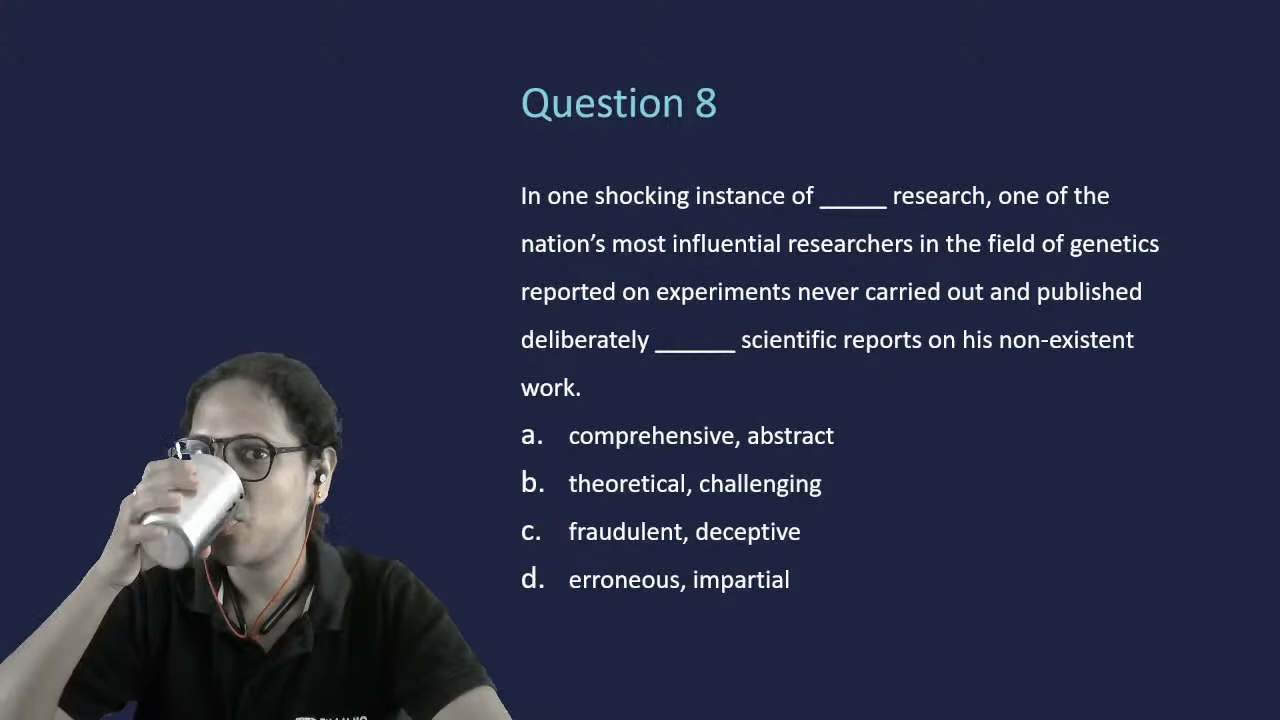 Question 8
In one shocking instance of _____ research, one of the
nation’s most influential researchers in the field of genetics
reported on experiments never carried out and published
deliberately ______ scientific reports on his non-existent
work.
a. comprehensive, abstract
b. theoretical, challenging
c. fraudulent, deceptive
d. erroneous, impartial